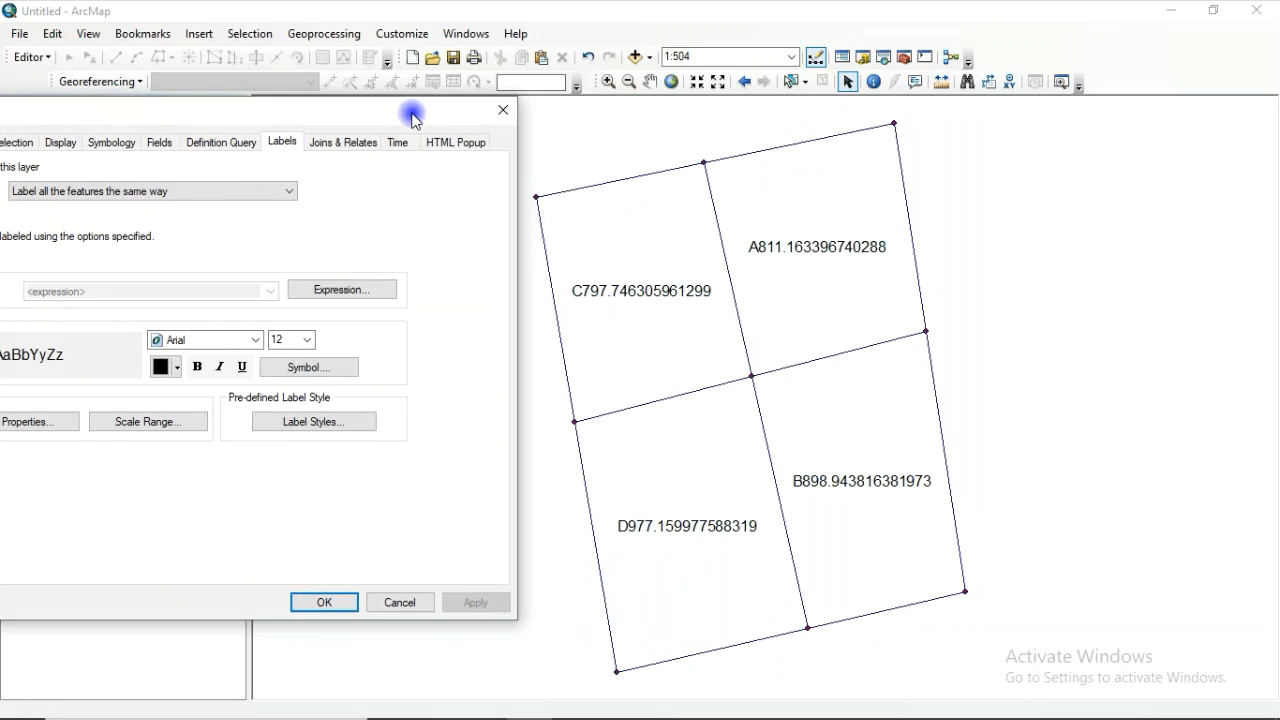 Untitled - ArcMap
File Edit View Bookmarks Insert Selection Geoprocessing Customize Windows Help
Editor 1:504
Georeferencing
election Display Symbology Fields Definition Query Labels Joins & Relates Time HTML Popup
this layer
Label all the features the same way
labeled using the options specified.
<expression> Expression...
AaBbYyZz
Arial 12
B I U Symbol....
Pre-defined Label Style
Properties... Scale Range... Label Styles...
OK Cancel Apply
A811.163396740288
C797.746305961299
B898.943816381973
D977.159977588319
Activate Windows
Go to Settings to activate Windows.